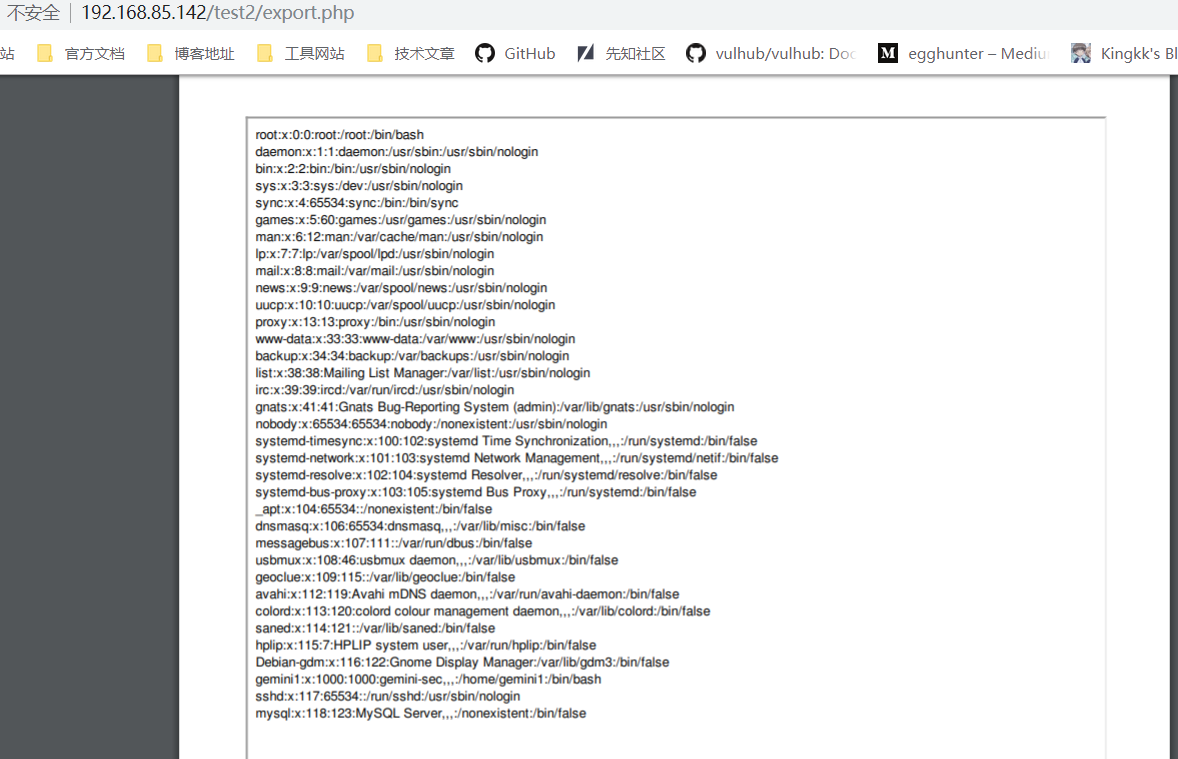 不安全 | 192.168.85.142/test2/export.php
站 官方文档 博客地址 工具网站 技术文章 GitHub 先知社区 vulhub/vulhub: Doc M egghunter – Mediu Kingkk's Bl
root:x:0:0:root:/root:/bin/bash
daemon:x:1:1:daemon:/usr/sbin:/usr/sbin/nologin
bin:x:2:2:bin:/bin:/usr/sbin/nologin
sys:x:3:3:sys:/dev:/usr/sbin/nologin
sync:x:4:65534:sync:/bin:/bin/sync
games:x:5:60:games:/usr/games:/usr/sbin/nologin
man:x:6:12:man:/var/cache/man:/usr/sbin/nologin
lp:x:7:7:lp:/var/spool/lpd:/usr/sbin/nologin
mail:x:8:8:mail:/var/mail:/usr/sbin/nologin
news:x:9:9:news:/var/spool/news:/usr/sbin/nologin
uucp:x:10:10:uucp:/var/spool/uucp:/usr/sbin/nologin
proxy:x:13:13:proxy:/bin:/usr/sbin/nologin
www-data:x:33:33:www-data:/var/www:/usr/sbin/nologin
backup:x:34:34:backup:/var/backups:/usr/sbin/nologin
list:x:38:38:Mailing List Manager:/var/list:/usr/sbin/nologin
irc:x:39:39:ircd:/var/run/ircd:/usr/sbin/nologin
gnats:x:41:41:Gnats Bug-Reporting System (admin):/var/lib/gnats:/usr/sbin/nologin
nobody:x:65534:65534:nobody:/nonexistent:/usr/sbin/nologin
systemd-timesync:x:100:102:systemd Time Synchronization,,,:/run/systemd:/bin/false
systemd-network:x:101:103:systemd Network Management,,,:/run/systemd/netif:/bin/false
systemd-resolve:x:102:104:systemd Resolver,,,:/run/systemd/resolve:/bin/false
systemd-bus-proxy:x:103:105:systemd Bus Proxy,,,:/run/systemd:/bin/false
_apt:x:104:65534::/nonexistent:/bin/false
dnsmasq:x:106:65534:dnsmasq,,,:/var/lib/misc:/bin/false
messagebus:x:107:111::/var/run/dbus:/bin/false
usbmux:x:108:46:usbmux daemon,,,:/var/lib/usbmux:/bin/false
geoclue:x:109:115::/var/lib/geoclue:/bin/false
avahi:x:112:119:Avahi mDNS daemon,,,:/var/run/avahi-daemon:/bin/false
colord:x:113:120:colord colour management daemon,,,:/var/lib/colord:/bin/false
saned:x:114:121::/var/lib/saned:/bin/false
hplip:x:115:7:HPLIP system user,,,:/var/run/hplip:/bin/false
Debian-gdm:x:116:122:Gnome Display Manager:/var/lib/gdm3:/bin/false
gemini1:x:1000:1000:gemini-sec,,,:/home/gemini1:/bin/bash
sshd:x:117:65534::/run/sshd:/usr/sbin/nologin
mysql:x:118:123:MySQL Server,,,:/nonexistent:/bin/false